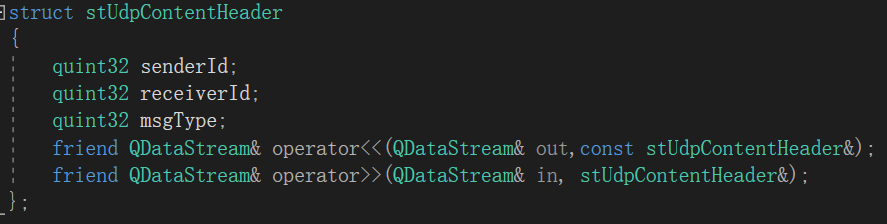 struct stUdpContentHeader
{
quint32 senderId;
quint32 receiverId;
quint32 msgType;
friend QDataStream& operator<<(QDataStream& out,const stUdpContentHeader&);
friend QDataStream& operator>>(QDataStream& in, stUdpContentHeader&);
};